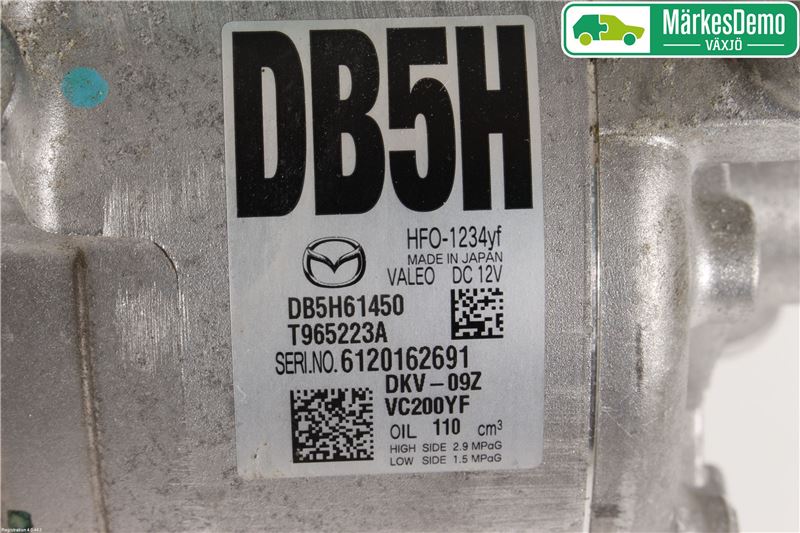 MärkesDemo
VÄXJÖ
DB5H
HFO-1234yf
MADE IN JAPAN
VALEO DC 12V
DB5H61450
T965223A
SERI.NO. 6120162691
DKV-09Z
VC200YF
OIL 110 cm³
HIGH SIDE 2.9 MPaG
LOW SIDE 1.5 MPaG